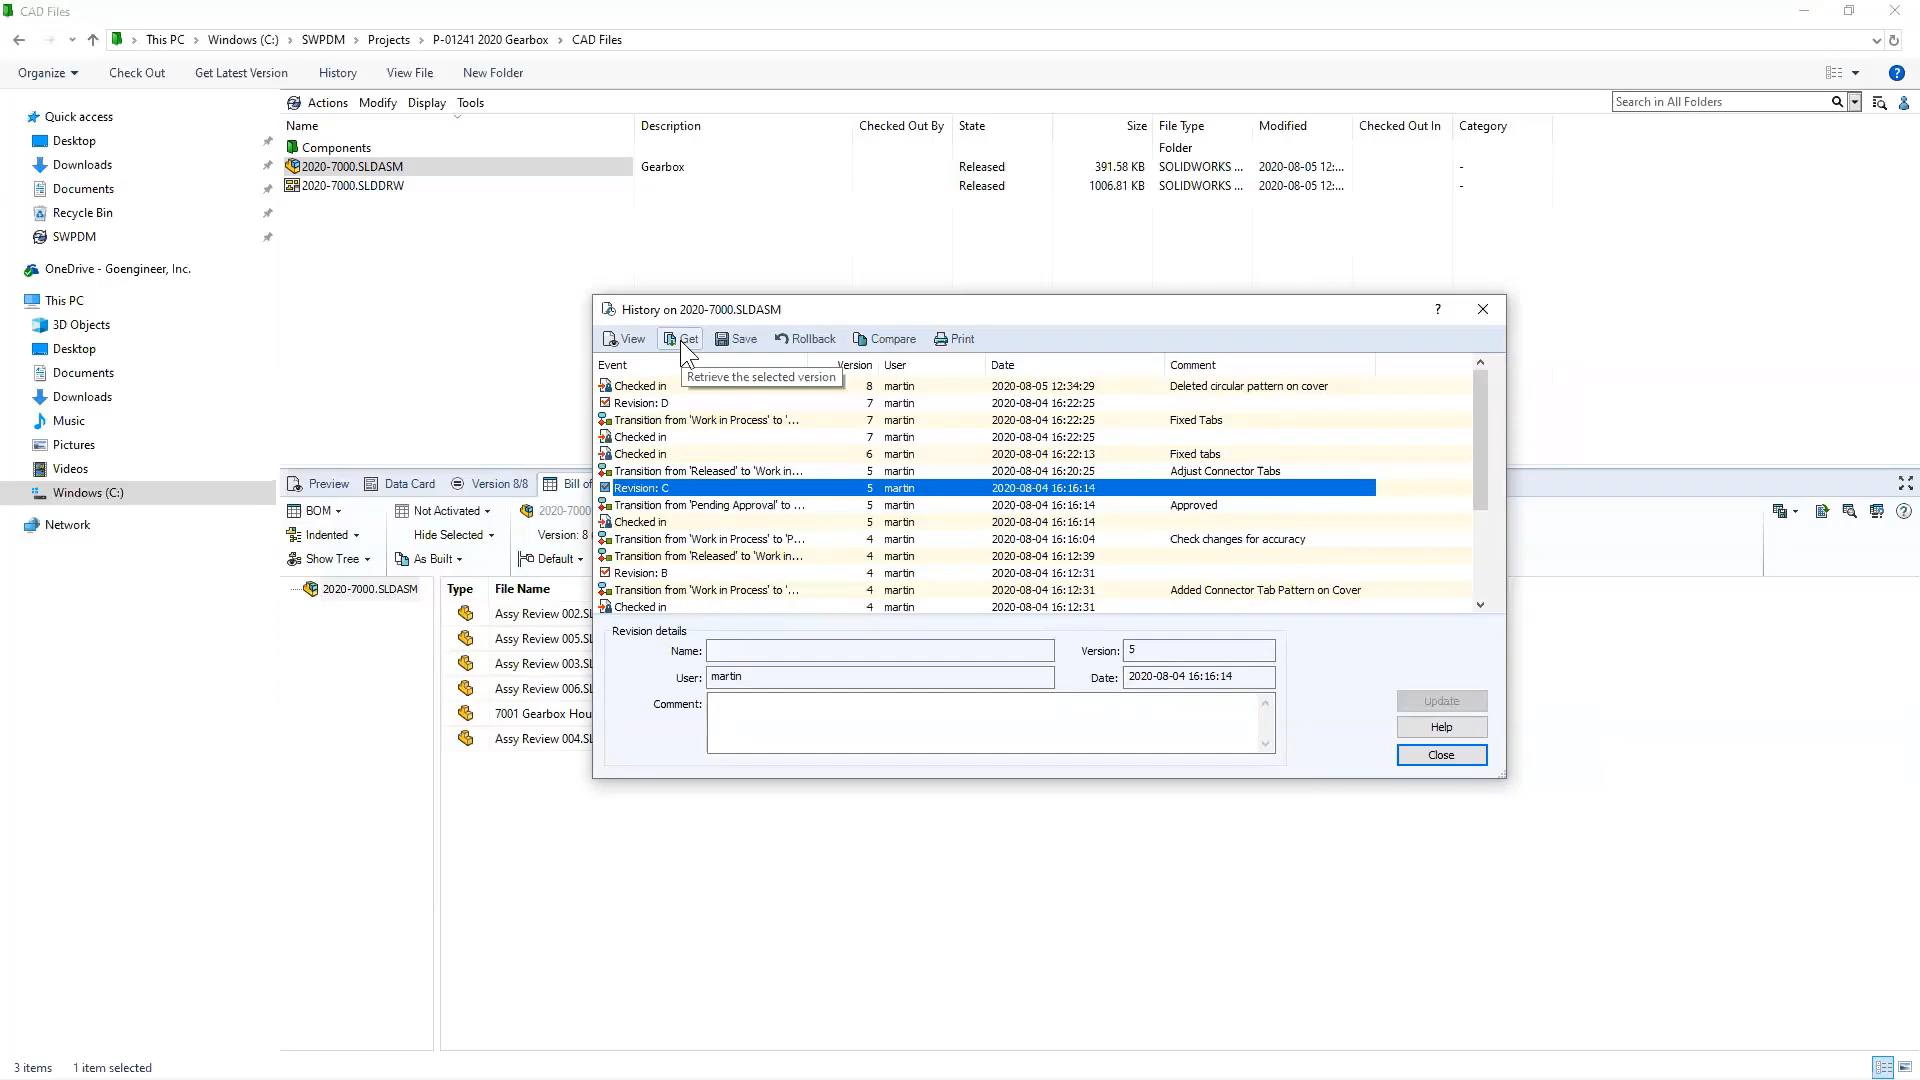 CAD Files
This PC > Windows (C:) > SWPDM > Projects > P-01241 2020 Gearbox > CAD Files
Organize Check Out Get Latest Version History View File New Folder ?
Quick access
Desktop
Downloads
Documents
Recycle Bin
SWPDM
OneDrive - Goengineer, Inc.
This PC
3D Objects
Desktop
Documents
Downloads
Music
Pictures
Videos
Windows (C:)
Network
Actions Modify Display Tools Search in All Folders
Name Description Checked Out By State Size File Type Modified Checked Out In Category
Components Folder
2020-7000.SLDASM Gearbox Released 391.58 KB SOLIDWORKS ... 2020-08-05 12:... -
2020-7000.SLDDRW Released 1006.81 KB SOLIDWORKS ... 2020-08-05 12:... -
History on 2020-7000.SLDASM ?
View Get Save Rollback Compare Print
Retrieve the selected version
Event Version User Date Comment
Checked in 8 martin 2020-08-05 12:34:29 Deleted circular pattern on cover
Revision: D 7 martin 2020-08-04 16:22:25
Transition from 'Work in Process' to '... 7 martin 2020-08-04 16:22:25 Fixed Tabs
Checked in 7 martin 2020-08-04 16:22:25
Checked in 6 martin 2020-08-04 16:22:13 Fixed tabs
Transition from 'Released' to 'Work in... 5 martin 2020-08-04 16:20:25 Adjust Connector Tabs
Revision: C 5 martin 2020-08-04 16:16:14
Transition from 'Pending Approval' to ... 5 martin 2020-08-04 16:16:14 Approved
Checked in 5 martin 2020-08-04 16:16:14
Transition from 'Work in Process' to 'P... 4 martin 2020-08-04 16:16:04 Check changes for accuracy
Transition from 'Released' to 'Work in... 4 martin 2020-08-04 16:12:39
Revision: B 4 martin 2020-08-04 16:12:31
Transition from 'Work in Process' to '... 4 martin 2020-08-04 16:12:31 Added Connector Tab Pattern on Cover
Checked in 4 martin 2020-08-04 16:12:31
Revision details
Name: Version: 5
User: martin Date: 2020-08-04 16:16:14
Comment:
Update
Help
Close
Preview Data Card Version 8/8 Bill of
BOM Not Activated 2020-7000
Indented Hide Selected Version: 8
Show Tree As Built Default
2020-7000.SLDASM
Type File Name
Assy Review 002.SL
Assy Review 005.SL
Assy Review 003.SL
Assy Review 006.SL
7001 Gearbox Hou
Assy Review 004.SL
3 items 1 item selected